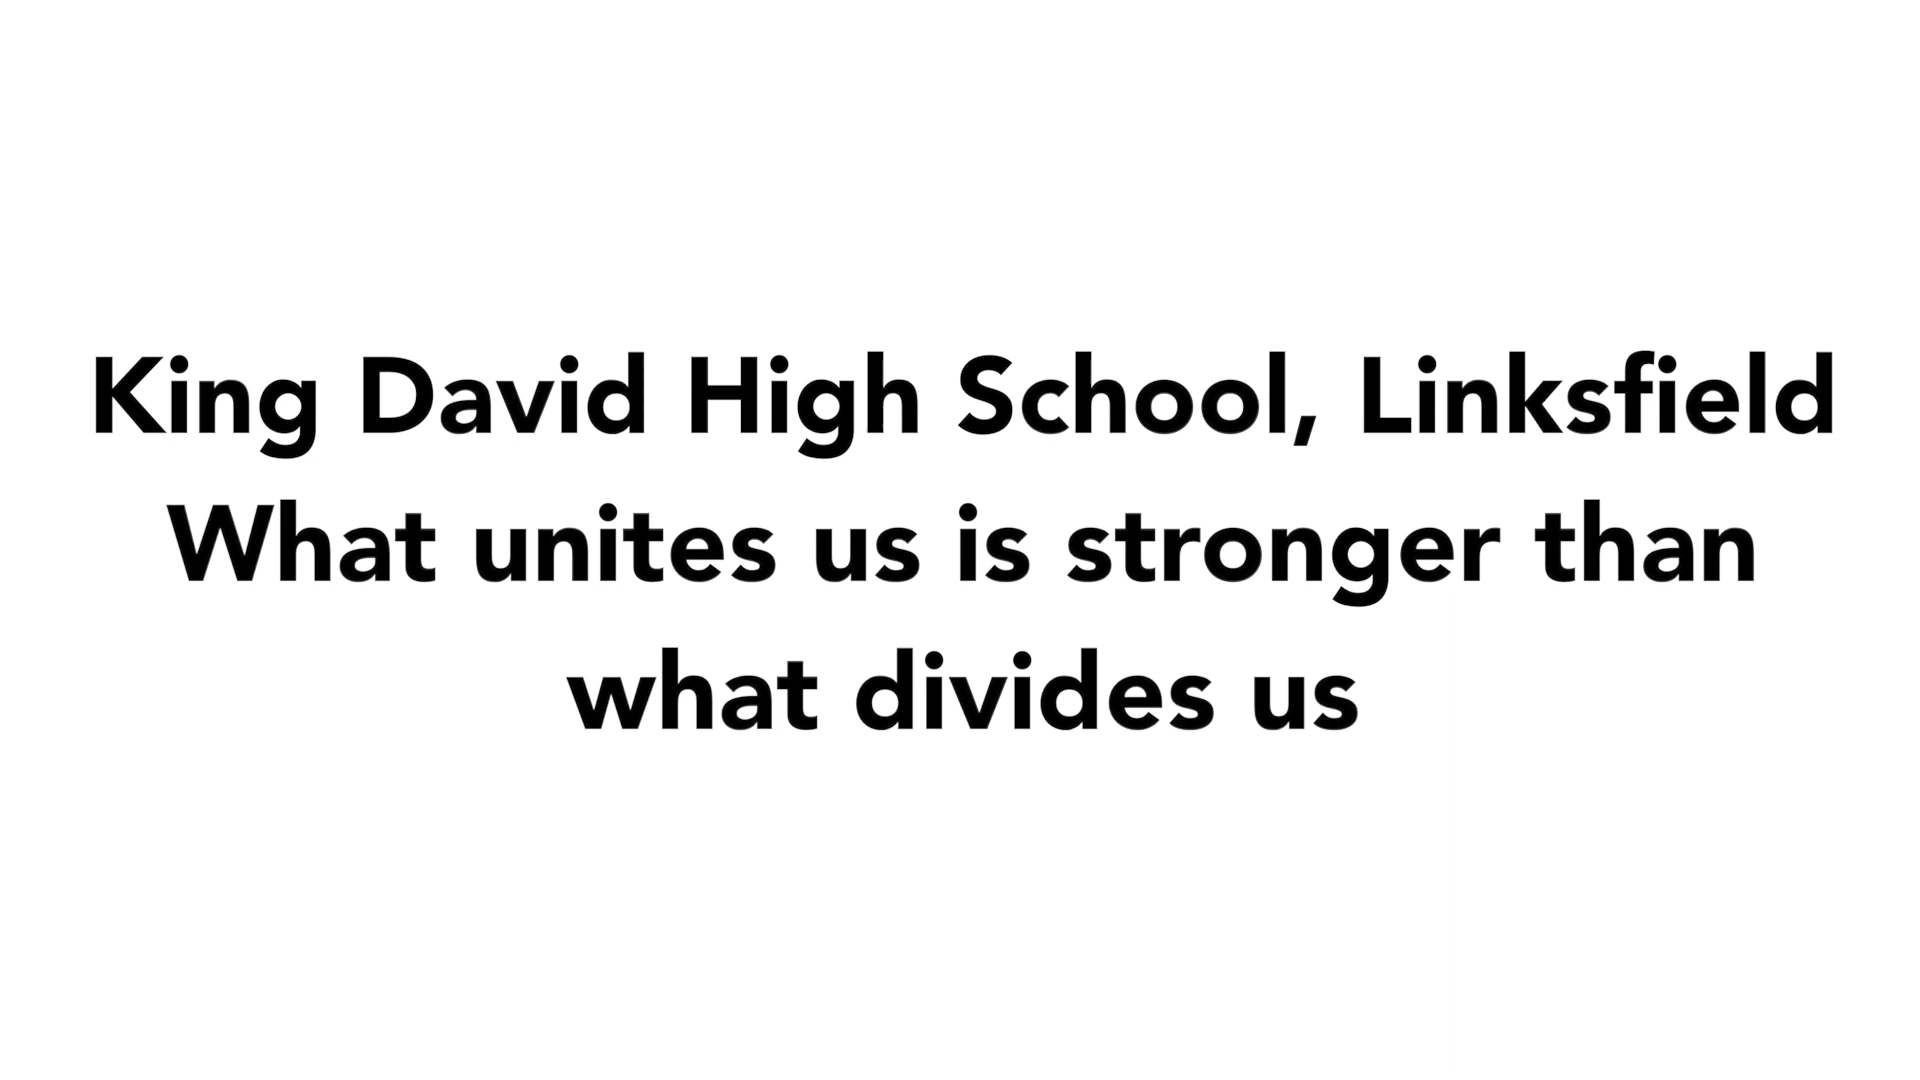 King David High School, Linksfield
What unites us is stronger than
what divides us